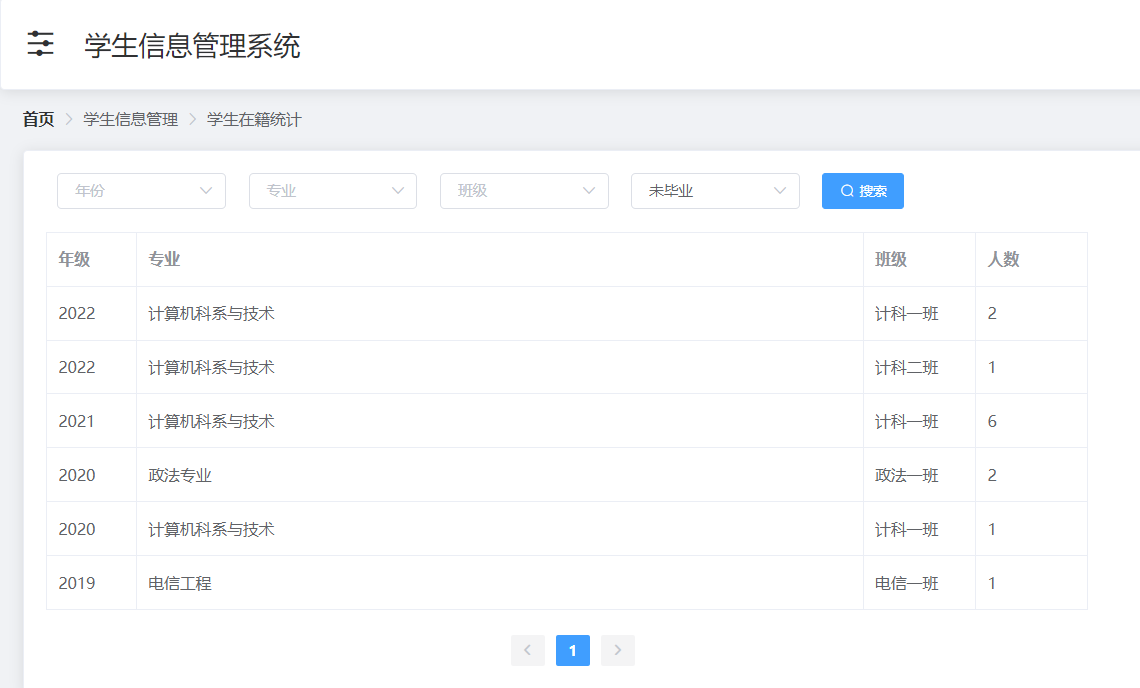 学生信息管理系统
首页 学生信息管理 学生在籍统计
年份 专业 班级 未毕业 搜索
年级 专业 班级 人数
2022 计算机科系与技术 计科一班 2
2022 计算机科系与技术 计科二班 1
2021 计算机科系与技术 计科一班 6
2020 政法专业 政法一班 2
2020 计算机科系与技术 计科一班 1
2019 电信工程 电信一班 1
1